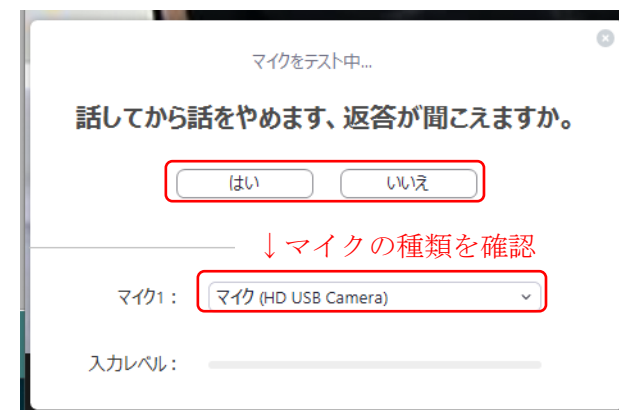 マイクをテスト中...
話してから話をやめます、返答が聞こえますか。
はい いいえ
↓マイクの種類を確認
マイク1： マイク (HD USB Camera)
入力レベル：